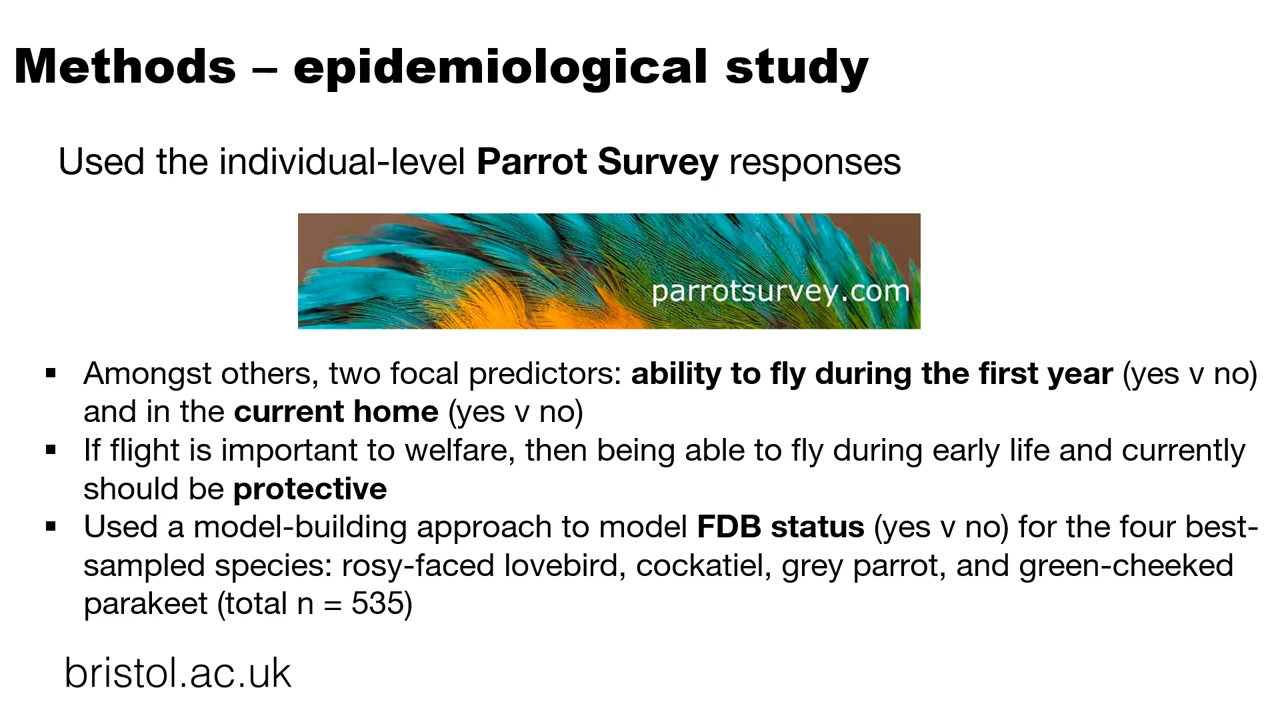 Methods – epidemiological study
Used the individual-level Parrot Survey responses
parrotsurvey.com
▪ Amongst others, two focal predictors: ability to fly during the first year (yes v no)
and in the current home (yes v no)
▪ If flight is important to welfare, then being able to fly during early life and currently
should be protective
▪ Used a model-building approach to model FDB status (yes v no) for the four best-
sampled species: rosy-faced lovebird, cockatiel, grey parrot, and green-cheeked
parakeet (total n = 535)
bristol.ac.uk